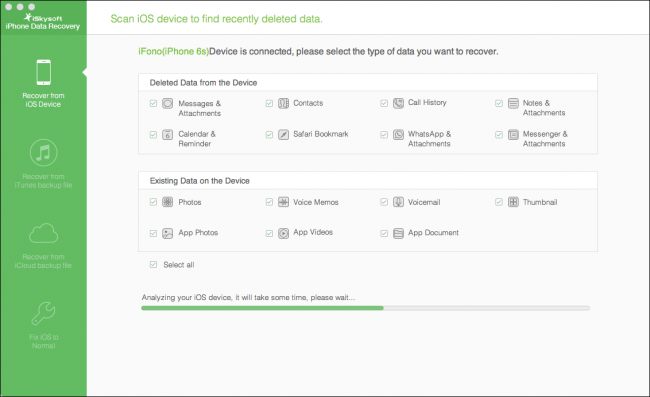 iSkysoft
iPhone Data Recovery
Scan iOS device to find recently deleted data.
Recover from
iOS Device
Recover from
iTunes backup file
Recover from
iCloud backup file
Fix iOS to
Normal
iFono(iPhone 6s)Device is connected, please select the type of data you want to recover.
Deleted Data from the Device
Messages &
Attachments
Contacts
Call History
Notes &
Attachments
6
Calendar &
Reminder
Safari Bookmark
WhatsApp &
Attachments
Messenger &
Attachments
Existing Data on the Device
Photos
Voice Memos
Voicemail
Thumbnail
App Photos
App Videos
App Document
Select all
Analyzing your iOS device, it will take some time, please wait...